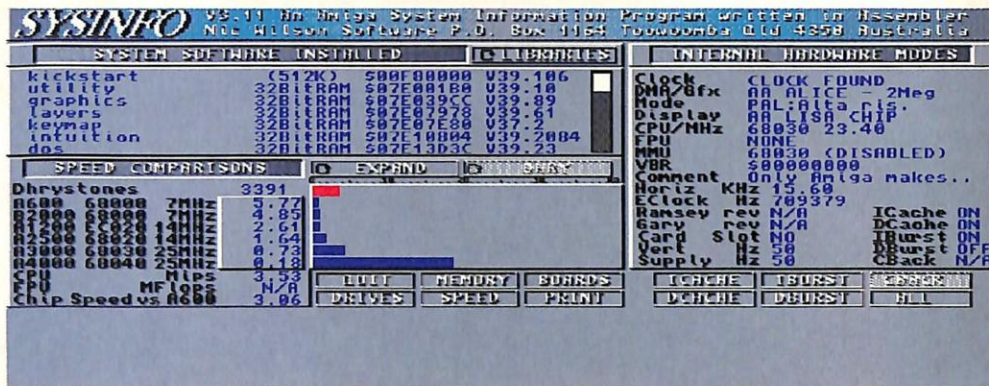 SYSINFO V3.11 An Amiga System Information Program written in Assembler
Nic Wilson Software P.O. Box 1164 Toowoomba Qld 4350 Australia
SYSTEM SOFTWARE INSTALLED LIBRARIES
kickstart (512K) $00F80000 V39.106
utility 32BitRAM $07E001B0 V39.10
graphics 32BitRAM $07E039CC V39.89
layers 32BitRAM $07E07978 V39.61
keymap 32BitRAM $07E07E80 V37.2
intuition 32BitRAM $07E10804 V39.2084
dos 32BitRAM $07E13D3C V39.23
INTERNAL HARDWARE MODES
Clock CLOCK FOUND
DMA/Gfx AA ALICE - 2Meg
Mode PAL:Alta ris.
Display AA LISA CHIP
CPU/MHz 68030 23.40
FPU NONE
MMU 68030 (DISABLED)
VBR $00000000
Comment Only Amiga makes..
Horiz KHz 15.60
EClock Hz 709379
Ramsey rev N/A ICache ON
Gary rev N/A DCache ON
Card Slot NO IBurst ON
Vert Hz 50 DBurst OFF
Supply Hz 50 CBack N/A
SPEED COMPARISONS EXPAND
Dhrystones 3391
A600 68000 7MHz 5.77
B2000 68000 7MHz 4.85
A1200 EC020 14MHz 2.61
A2500 68020 14MHz 1.64
A3000 68030 25MHz 0.73
A4000 68040 25MHz 0.18
CPU Mips 3.53
FPU MFlops N/A
Chip Speed vs A600 3.06
QUIT MEMORY BOARDS
DRIVES SPEED PRINT
ICACHE IBURST
DCACHE DBURST ALL